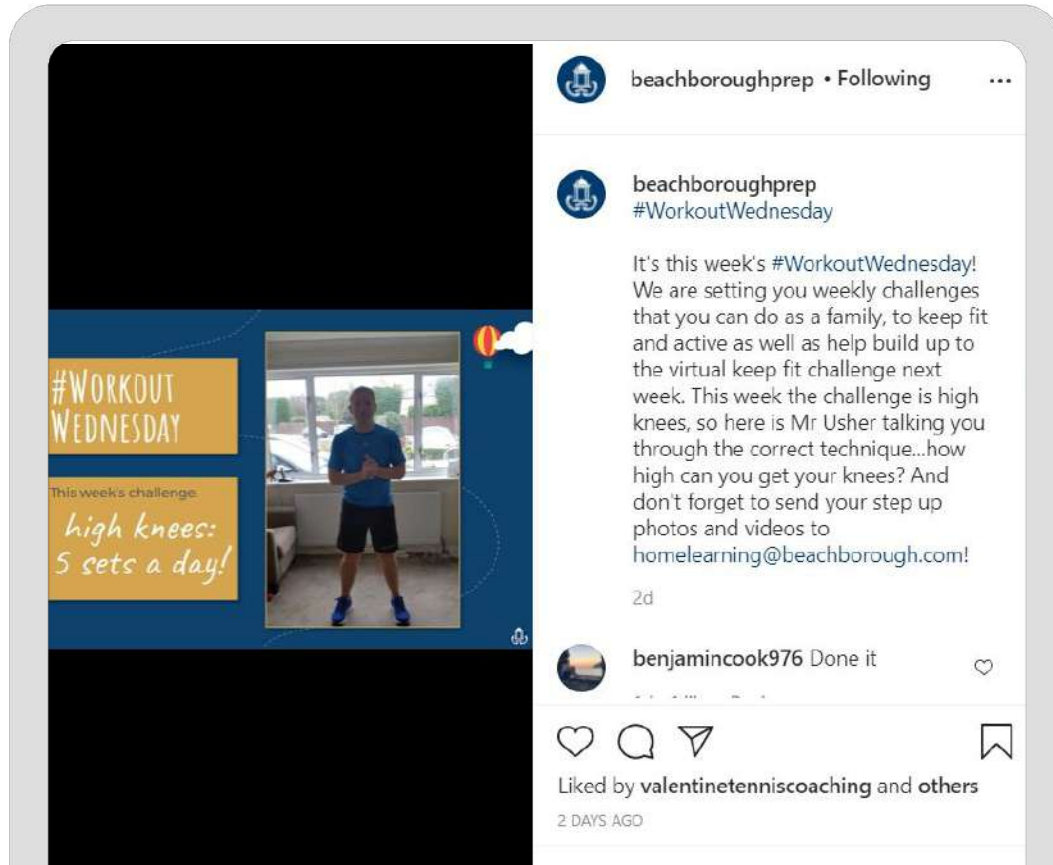 #WORKOUT
WEDNESDAY
This week's challenge:
high knees:
5 sets a day!
beachboroughprep • Following
beachboroughprep
#WorkoutWednesday
It's this week's #WorkoutWednesday!
We are setting you weekly challenges
that you can do as a family, to keep fit
and active as well as help build up to
the virtual keep fit challenge next
week. This week the challenge is high
knees, so here is Mr Usher talking you
through the correct technique...how
high can you get your knees? And
don't forget to send your step up
photos and videos to
homelearning@beachborough.com!
2d
benjamincook976 Done it
Liked by valentinetenniscoaching and others
2 DAYS AGO